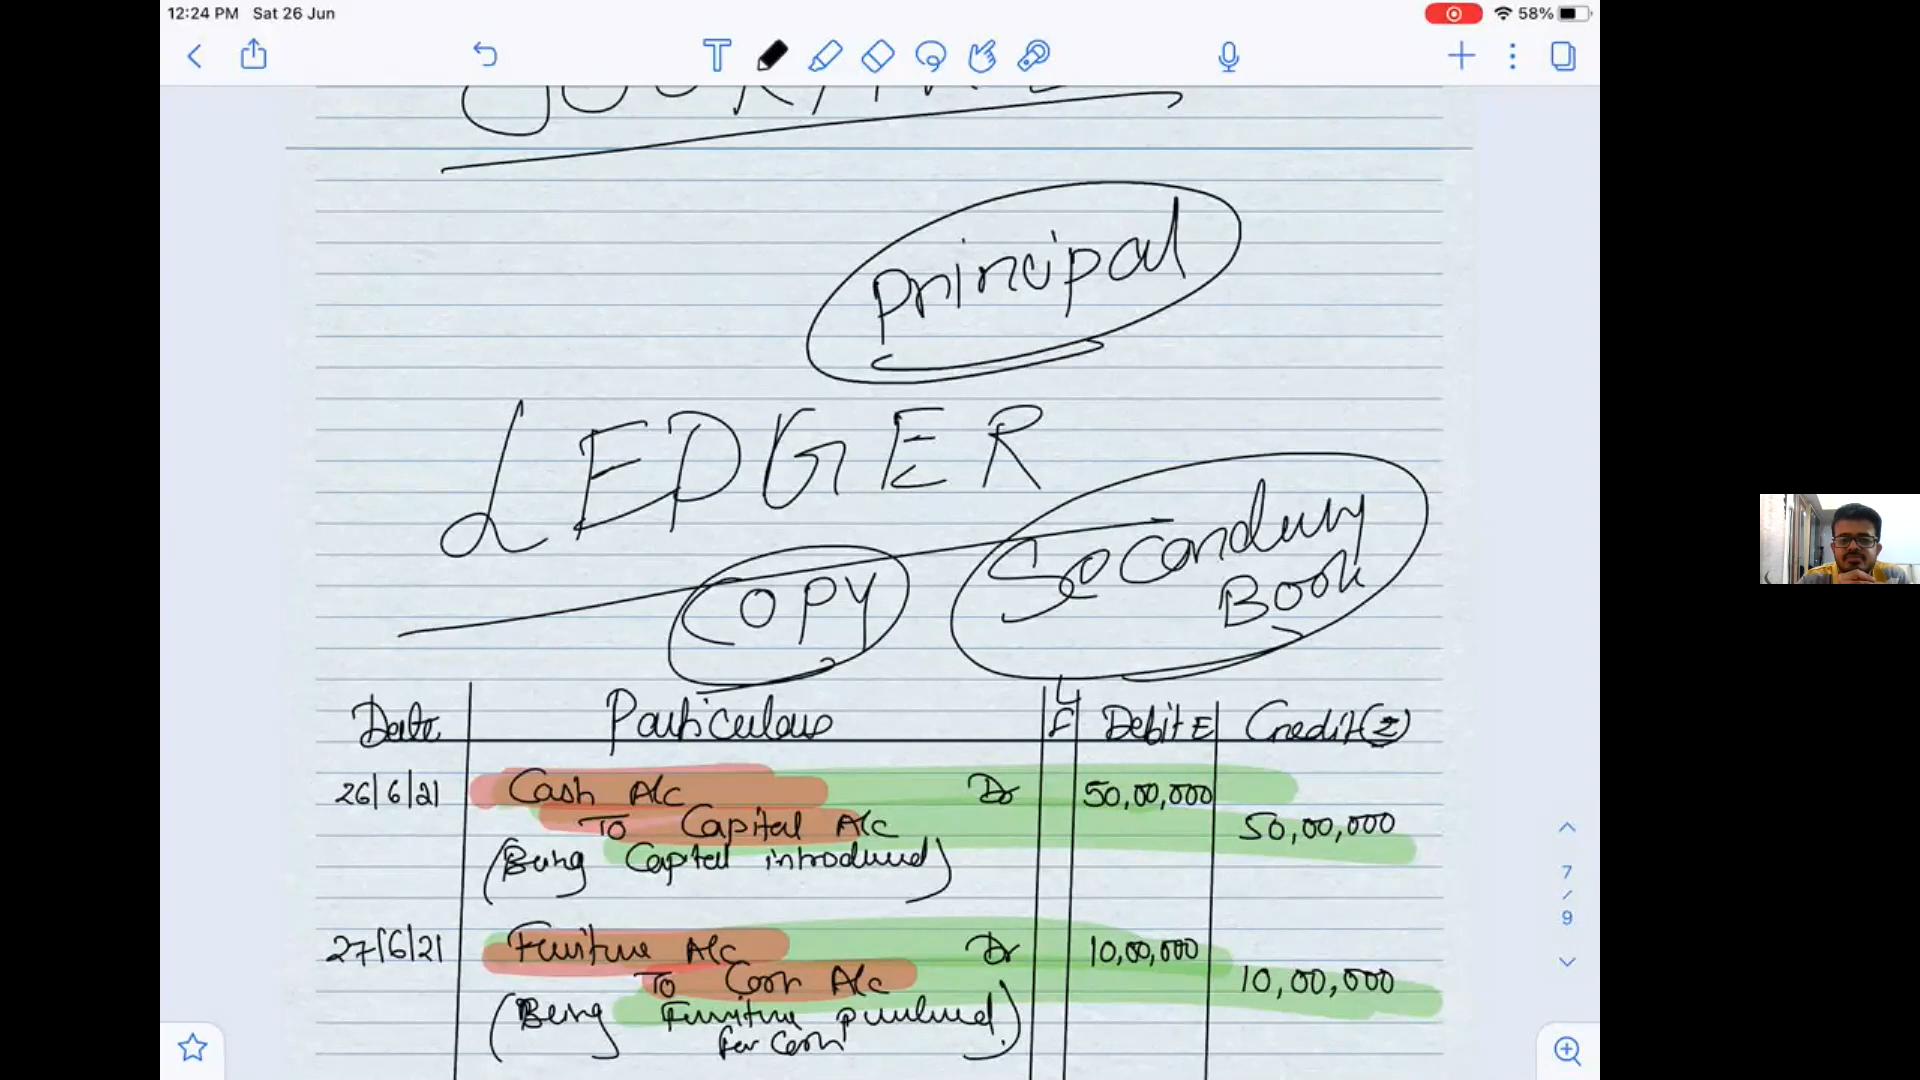 12:24 PM Sat 26 Jun 58%
Principal
LEDGER
COPY
Secondary
Book
Date Particulars LF Debit Credit(₹)
26/6/21 Cash A/c Dr 50,00,000
To Capital A/c 50,00,000
(Being Capital introduced)
27/6/21 Furniture A/c Dr 10,00,000
To Cash A/c 10,00,000
(Being Furniture purchased
for Cash)
7
/
9